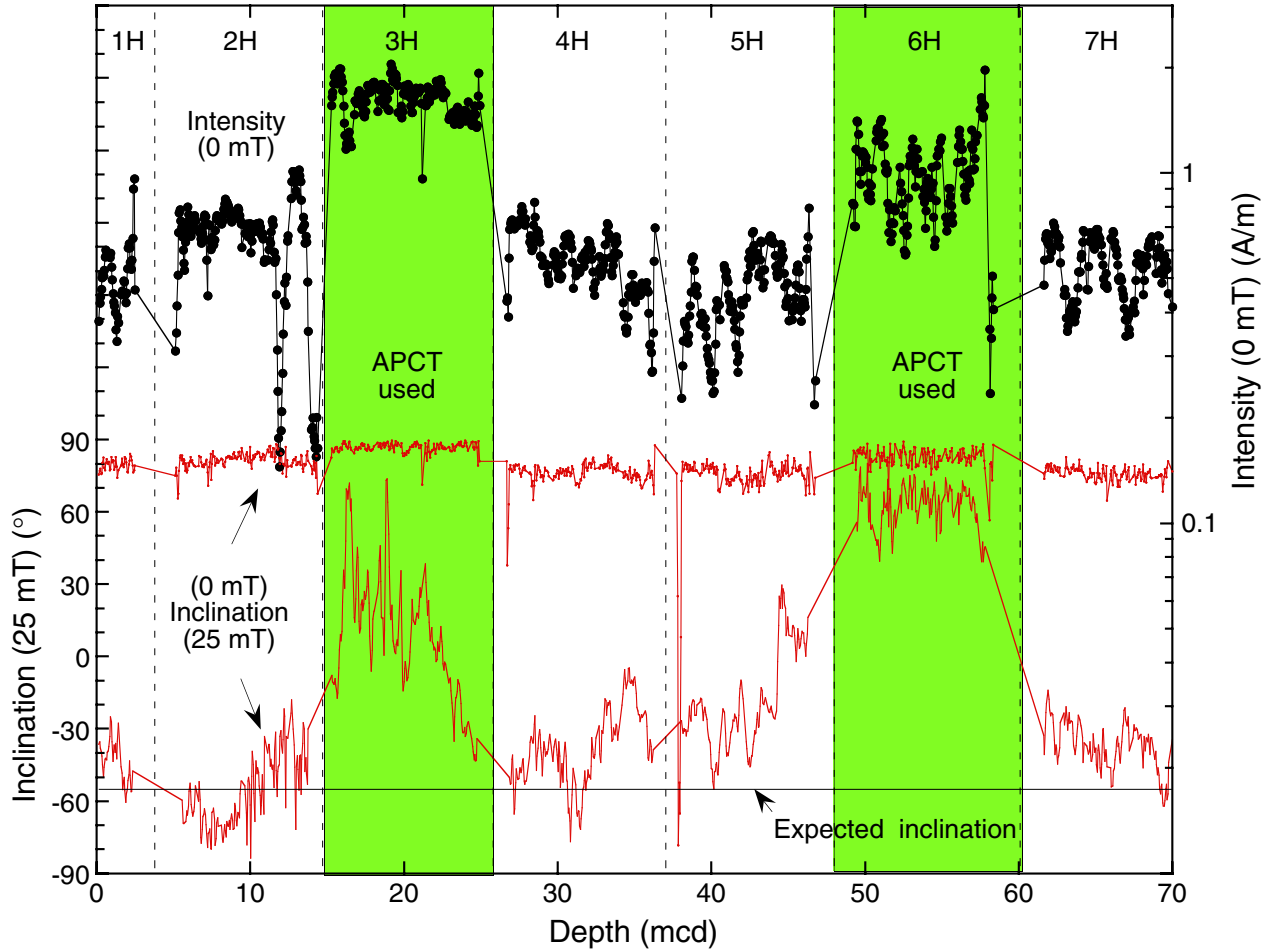 1H 2H 3H 4H 5H 6H 7H
Intensity
(0 mT)
APCT
used
APCT
used
(0 mT)
Inclination
(25 mT)
Expected inclination
Inclination (25 mT) (°)
90
60
30
0
-30
-60
-90
Intensity (0 mT) (A/m)
1
0.1
0 10 20 30 40 50 60 70
Depth (mcd)